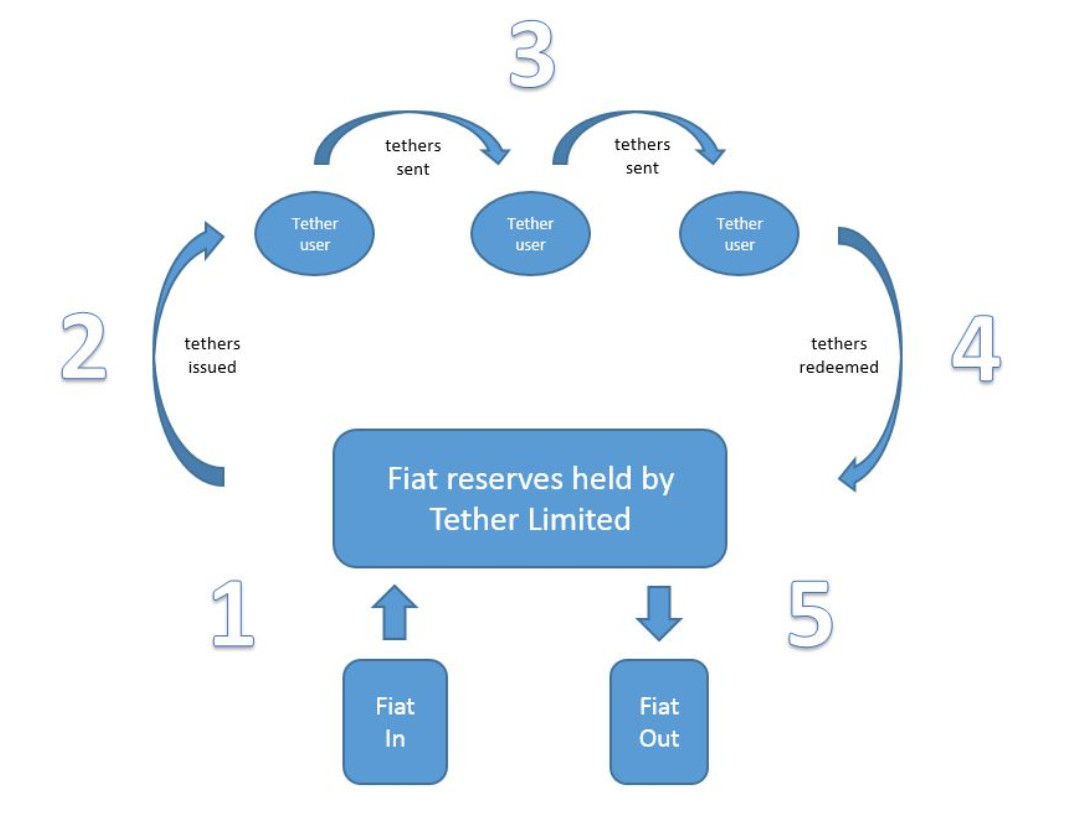 3
tethers
sent
tethers
sent
Tether
user
Tether
user
Tether
user
2
tethers
issued
tethers
redeemed
4
Fiat reserves held by
Tether Limited
1
5
Fiat
In
Fiat
Out